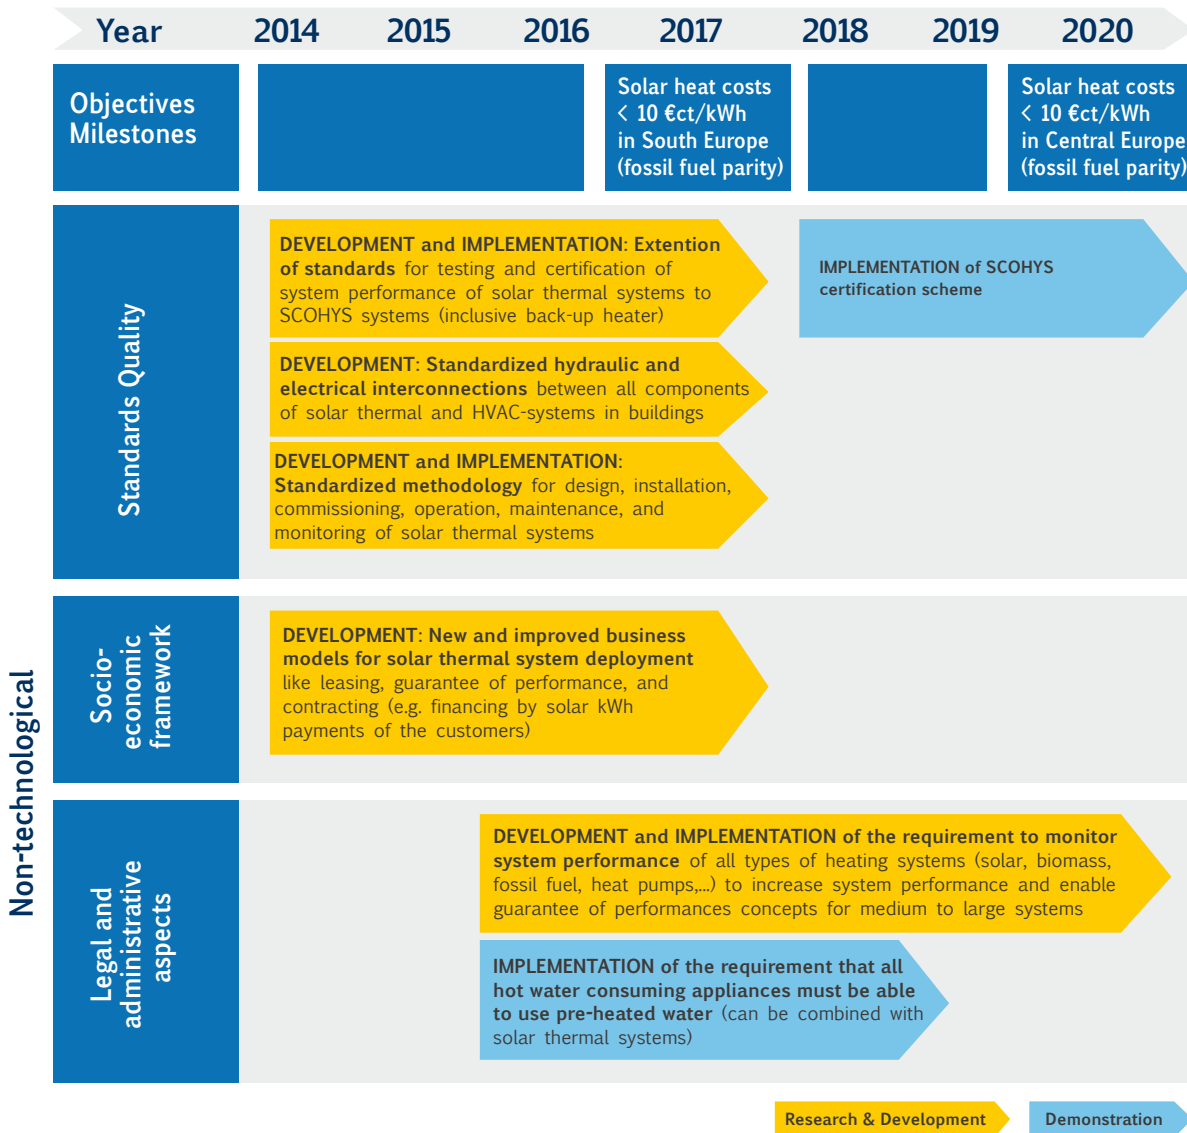 Year 2014 2015 2016 2017 2018 2019 2020
Objectives
Milestones
Solar heat costs
< 10 €ct/kWh
in South Europe
(fossil fuel parity)
Solar heat costs
< 10 €ct/kWh
in Central Europe
(fossil fuel parity)
Non-technological
Standards Quality
DEVELOPMENT and IMPLEMENTATION: Extention
of standards for testing and certification of
system performance of solar thermal systems to
SCOHYS systems (inclusive back-up heater)
IMPLEMENTATION of SCOHYS
certification scheme
DEVELOPMENT: Standardized hydraulic and
electrical interconnections between all components
of solar thermal and HVAC-systems in buildings
DEVELOPMENT and IMPLEMENTATION:
Standardized methodology for design, installation,
commissioning, operation, maintenance, and
monitoring of solar thermal systems
Socio-
economic
framework
DEVELOPMENT: New and improved business
models for solar thermal system deployment
like leasing, guarantee of performance, and
contracting (e.g. financing by solar kWh
payments of the customers)
Legal and
administrative
aspects
DEVELOPMENT and IMPLEMENTATION of the requirement to monitor
system performance of all types of heating systems (solar, biomass,
fossil fuel, heat pumps,...) to increase system performance and enable
guarantee of performances concepts for medium to large systems
IMPLEMENTATION of the requirement that all
hot water consuming appliances must be able
to use pre-heated water (can be combined with
solar thermal systems)
Research & Development
Demonstration